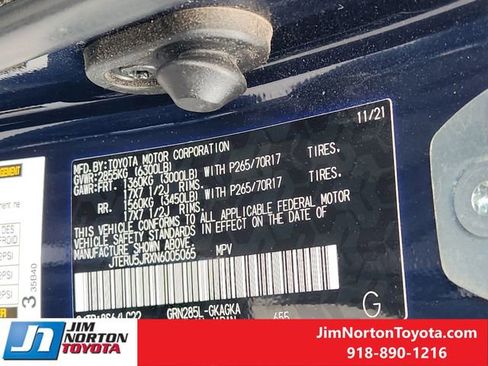 11/21
MFD.BY:TOYOTA MOTOR CORPORATION
GVWR:2855KG (6300LB)
GAWR:FRT. 1360KG (3000LB) WITH P265/70R17 TIRES.
17X7 1/2J RIMS.
RR. 1560KG (3450LB) WITH P265/70R17 TIRES.
17X7 1/2J RIMS.
THIS VEHICLE CONFORMS TO ALL APPLICABLE FEDERAL MOTOR
VEHICLE SAFETY STANDARDS IN EFFECT ON THE DATE OF
MANUFACTURE SHOWN ABOVE.
JTERU5JRXN6005065 MPV
GRN285L-GKAGKA
655
G
3 35B40
JIM
NORTON
TOYOTA
JimNortonToyota.com
918-890-1216